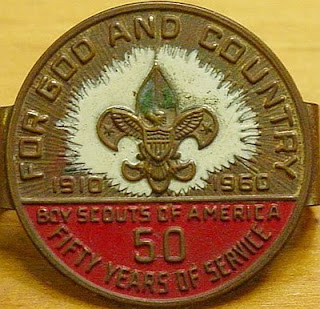 FOR GOD AND COUNTRY
1910 1960
BOY SCOUTS OF AMERICA
50
FIFTY YEARS OF SERVICE